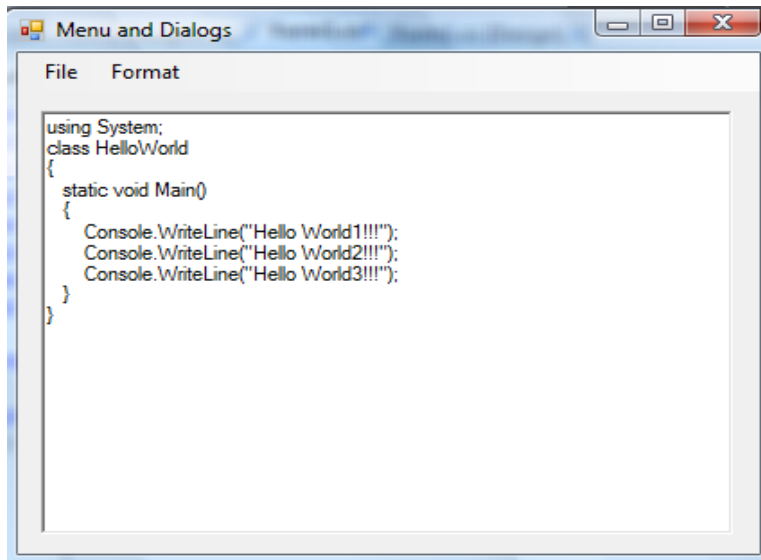 Menu and Dialogs
File Format
using System;
class HelloWorld
{
static void Main()
{
Console.WriteLine("Hello World1!!!");
Console.WriteLine("Hello World2!!!");
Console.WriteLine("Hello World3!!!");
}
}